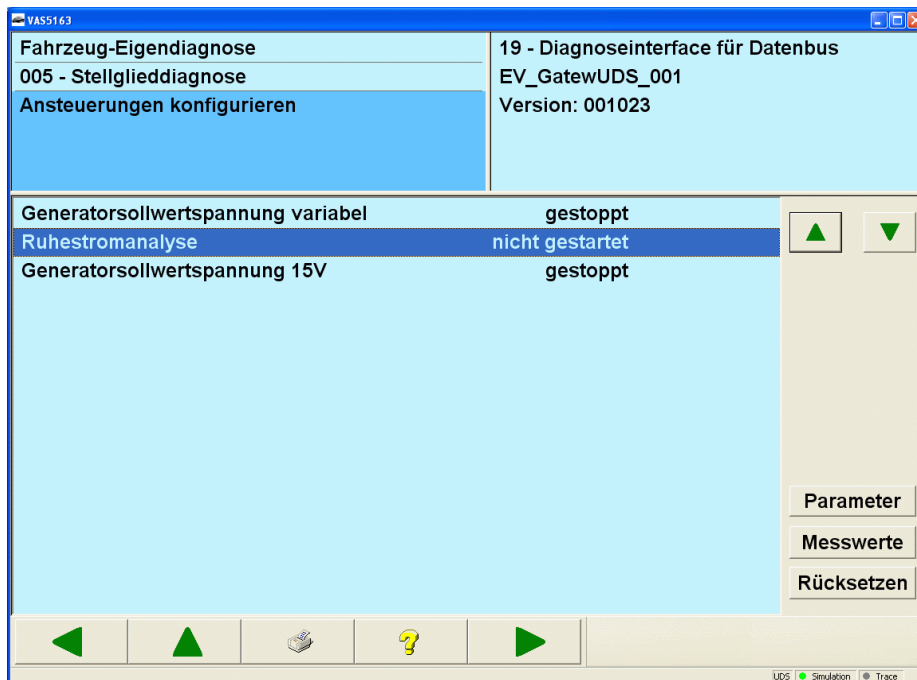 VAS5163
Fahrzeug-Eigendiagnose
005 - Stellglieddiagnose
Ansteuerungen konfigurieren
19 - Diagnoseinterface für Datenbus
EV_GatewUDS_001
Version: 001023
Generatorsollwertspannung variabel gestoppt
Ruhestromanalyse nicht gestartet
Generatorsollwertspannung 15V gestoppt
Parameter
Messwerte
Rücksetzen
UDS Simulation Trace